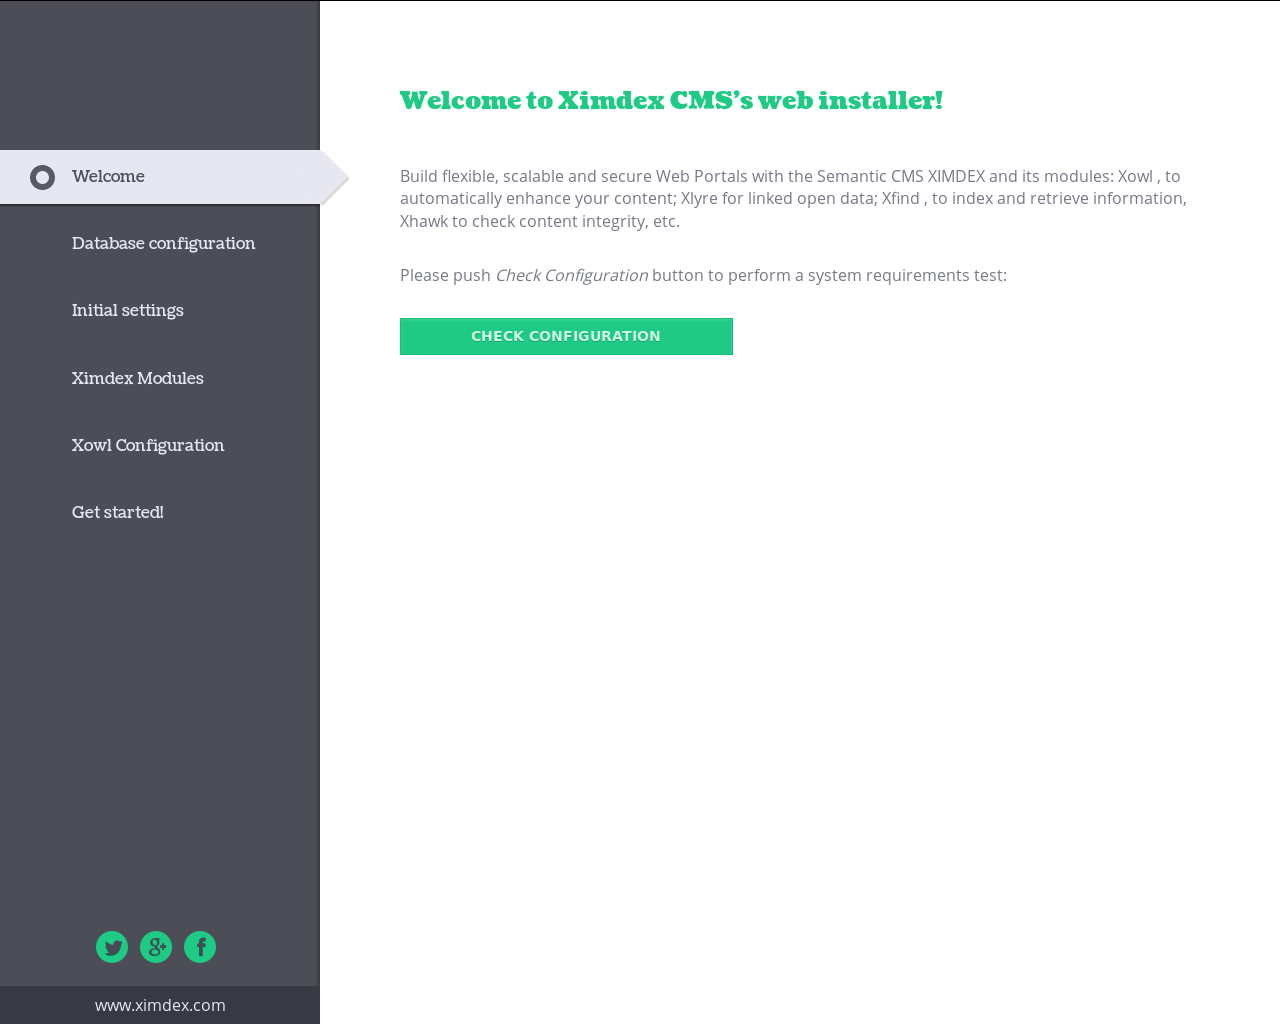 Welcome to Ximdex CMS's web installer!
Welcome
Database configuration
Initial settings
Ximdex Modules
Xowl Configuration
Get started!
Build flexible, scalable and secure Web Portals with the Semantic CMS XIMDEX and its modules: Xowl , to
automatically enhance your content; Xlyre for linked open data; Xfind , to index and retrieve information,
Xhawk to check content integrity, etc.
Please push Check Configuration button to perform a system requirements test:
CHECK CONFIGURATION
www.ximdex.com